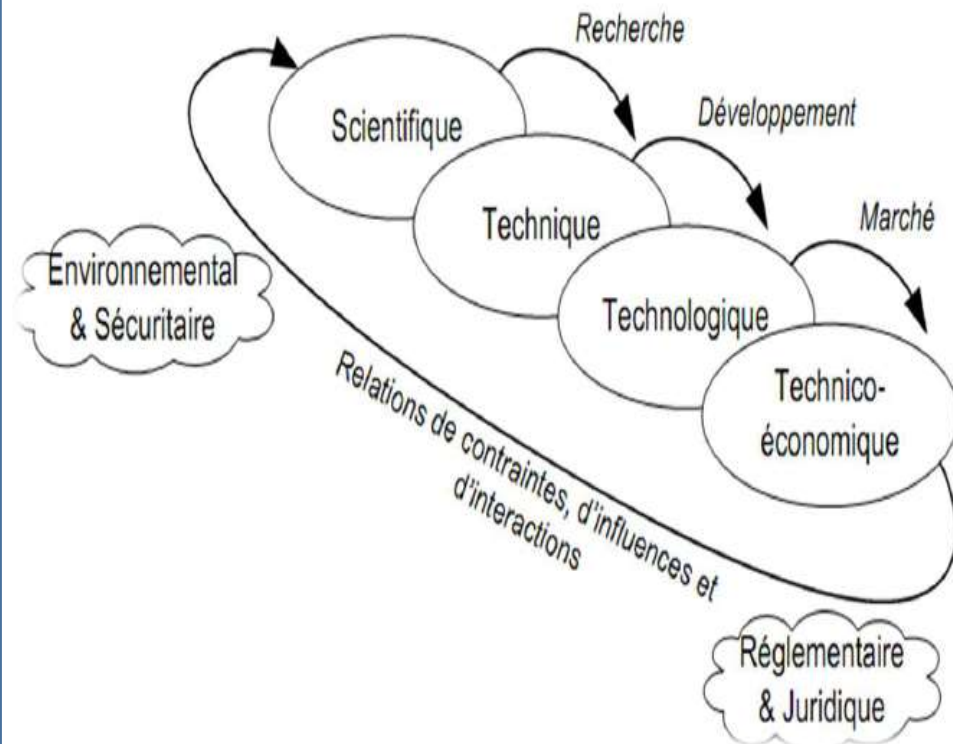 Recherche
Scientifique
Développement
Technique
Marché
Environnemental
& Sécuritaire
Technologique
Technico-
économique
Relations de contraintes, d'influences et
d'interactions
Réglementaire
& Juridique